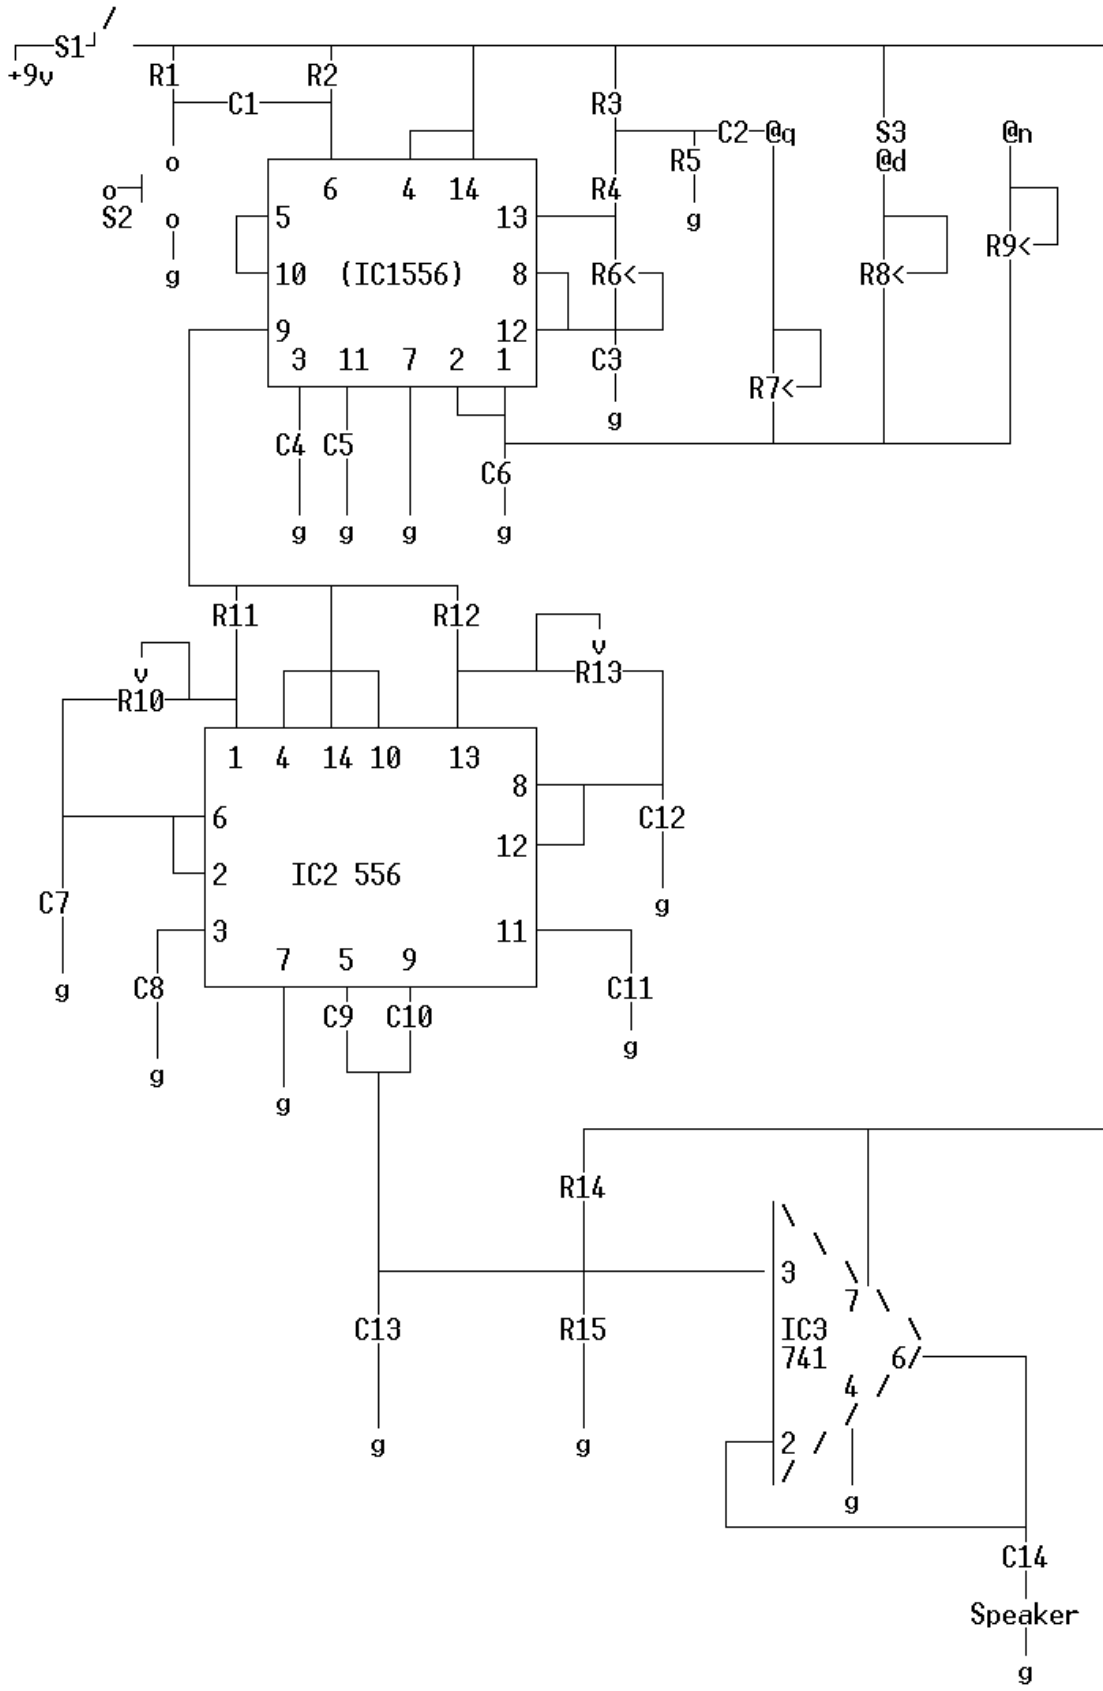 S1
+9v
R1
R2
C1
R3
C2
@q
S3
@n
@d
R5
R4
g
o
o
S2
o
g
6
4
14
5
13
10
(IC1556)
8
R6<
R8<
R9<
9
12
3
11
7
2
1
C3
R7<
g
C4
C5
C6
g
g
g
g
R11
R12
v
v
R10
R13
1
4
14
10
13
8
6
C12
12
2
IC2 556
C7
g
3
11
7
5
9
g
C8
C9
C10
C11
g
g
g
R14
3
7
C13
R15
IC3
741
6
4
g
g
2
g
C14
Speaker
g